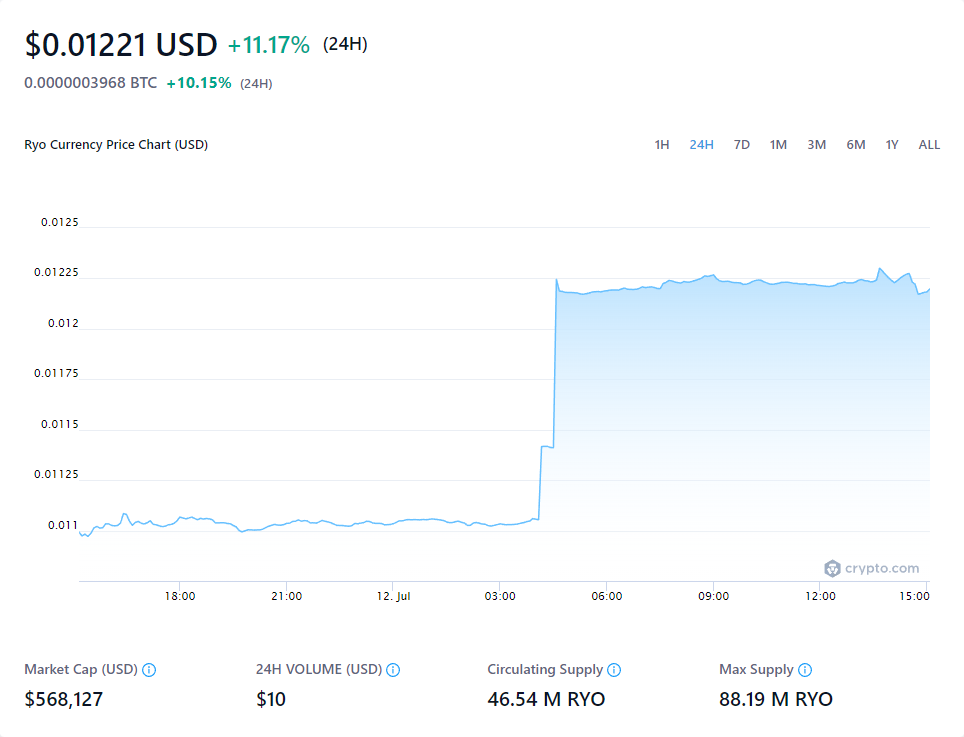 $0.01221 USD +11.17% (24H)
0.0000003968 BTC +10.15% (24H)
Ryo Currency Price Chart (USD) 1H 24H 7D 1M 3M 6M 1Y ALL
0.0125
0.01225
0.012
0.01175
0.0115
0.01125
0.011
crypto.com
18:00 21:00 12. Jul 03:00 06:00 09:00 12:00 15:00
Market Cap (USD) 24H VOLUME (USD) Circulating Supply Max Supply
$568,127 $10 46.54 M RYO 88.19 M RYO